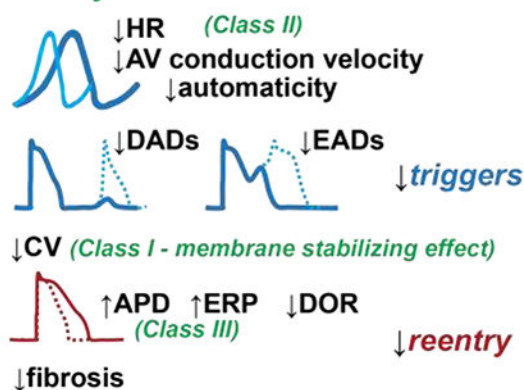 ↓HR (Class II)
↓AV conduction velocity
↓automaticity
↓DADs ↓EADs
↓triggers
↓CV (Class I - membrane stabilizing effect)
↑APD ↑ERP ↓DOR
(Class III)
↓reentry
↓fibrosis